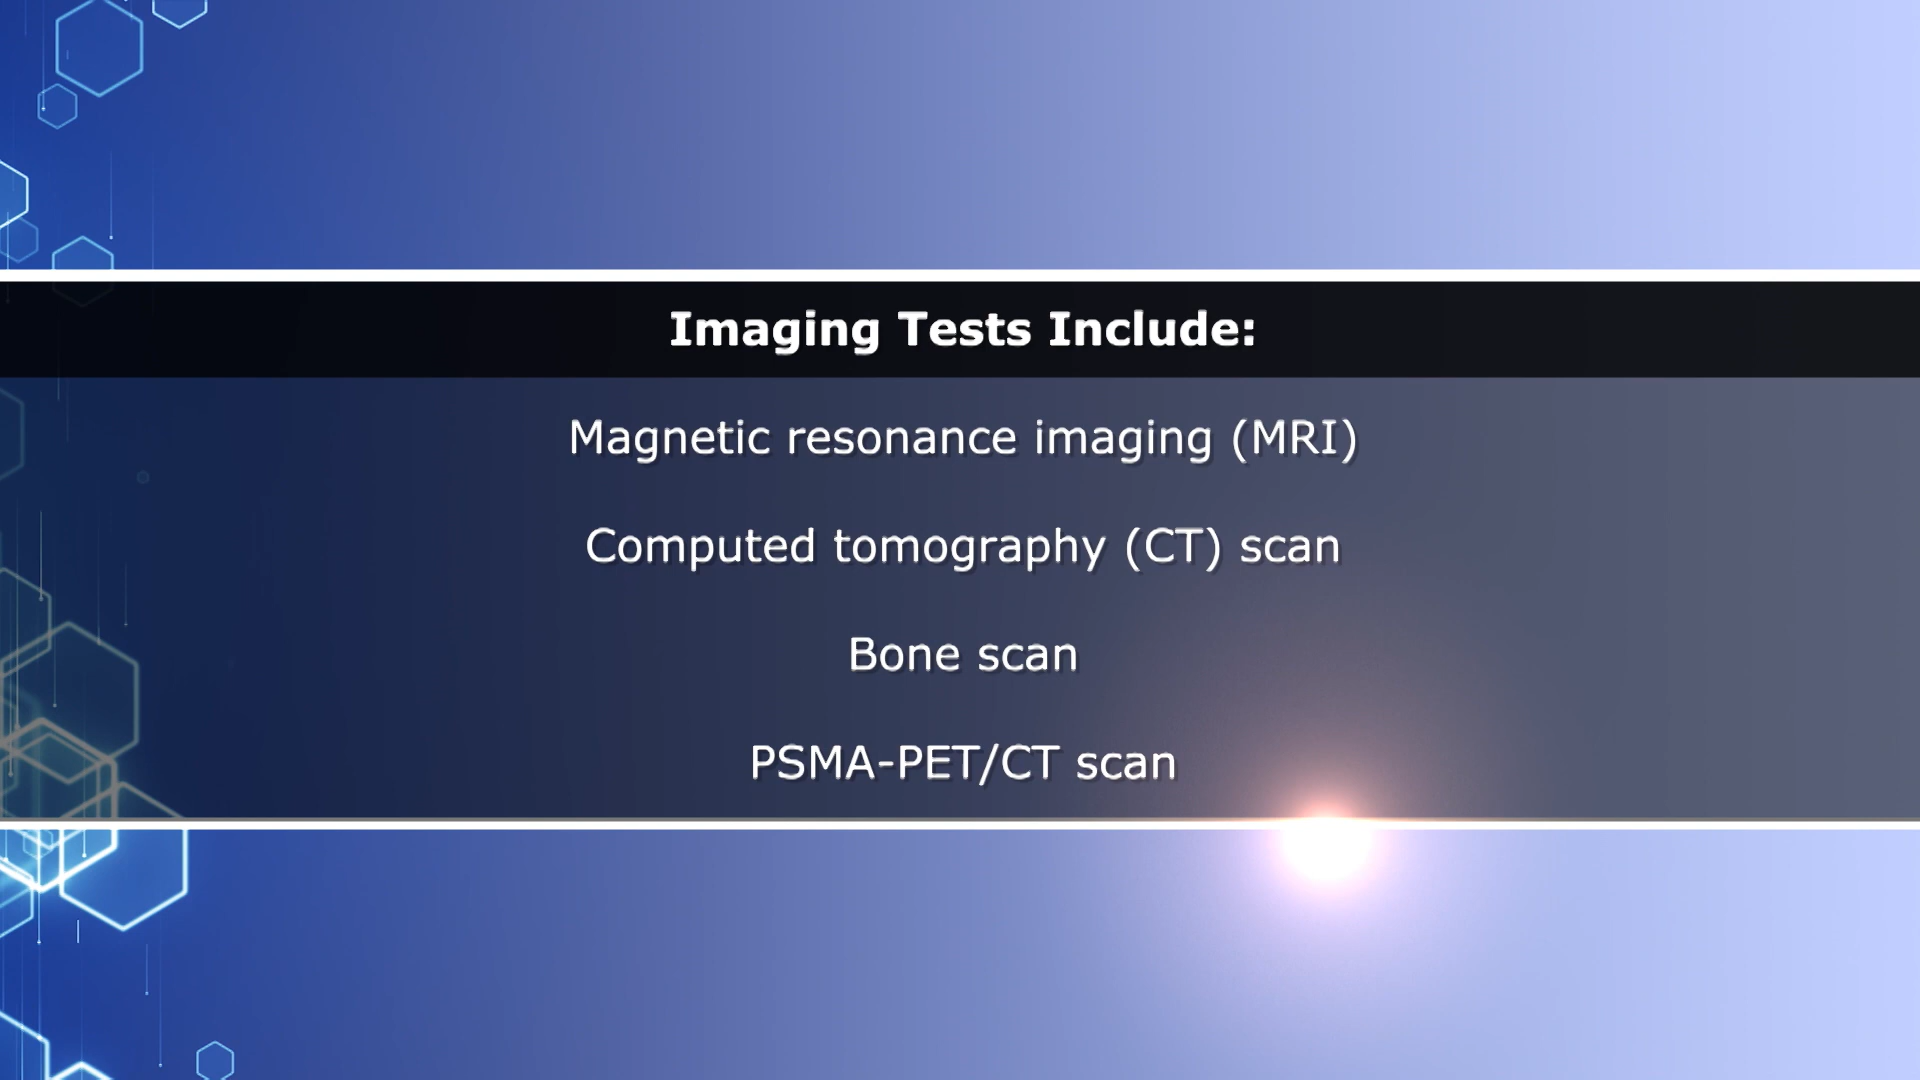 Imaging Tests Include:
Magnetic resonance imaging (MRI)
Computed tomography (CT) scan
Bone scan
PSMA-PET/CT scan